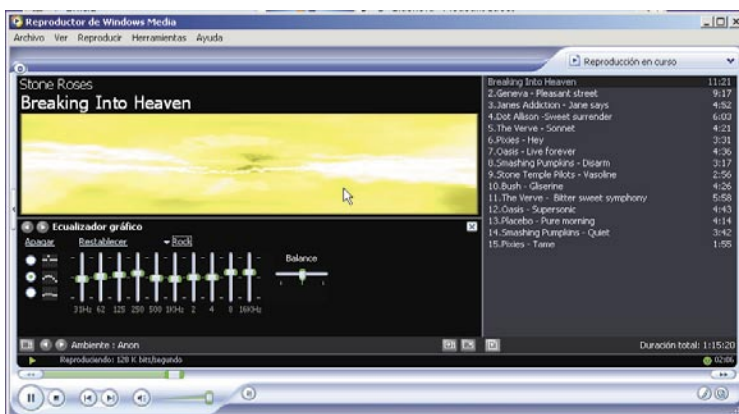 Reproductor de Windows Media
Archivo Ver Reproducir Herramientas Ayuda
Reproducción en curso
Stone Roses
Breaking Into Heaven
Breaking Into Heaven 11:21
2.Geneva - Pleasant street 9:17
3.Janes Addiction - Jane says 4:52
4.Dot Allison -Sweet surrender 6:03
5.The Verve - Sonnet 4:21
6.Pixies - Hey 3:31
7.Oasis - Live forever 4:36
8.Smashing Pumpkins - Disarm 3:17
9.Stone Temple Pilots - Vasoline 2:56
10.Bush - Gliserine 4:26
11.The Verve - Bitter sweet symphony 5:58
12.Oasis - Supersonic 4:43
13.Placebo - Pure morning 4:14
14.Smashing Pumpkins - Quiet 3:42
15.Pixies - Tame 1:55
Ecualizador gráfico
Apagar Restablecer Rock
Balance
31Hz 62 125 250 500 1KHz 2 4 8 16KHz
Ambiente : Anon
Duración total: 1:15:20
Reproduciendo: 128 K bits/segundo
02:06